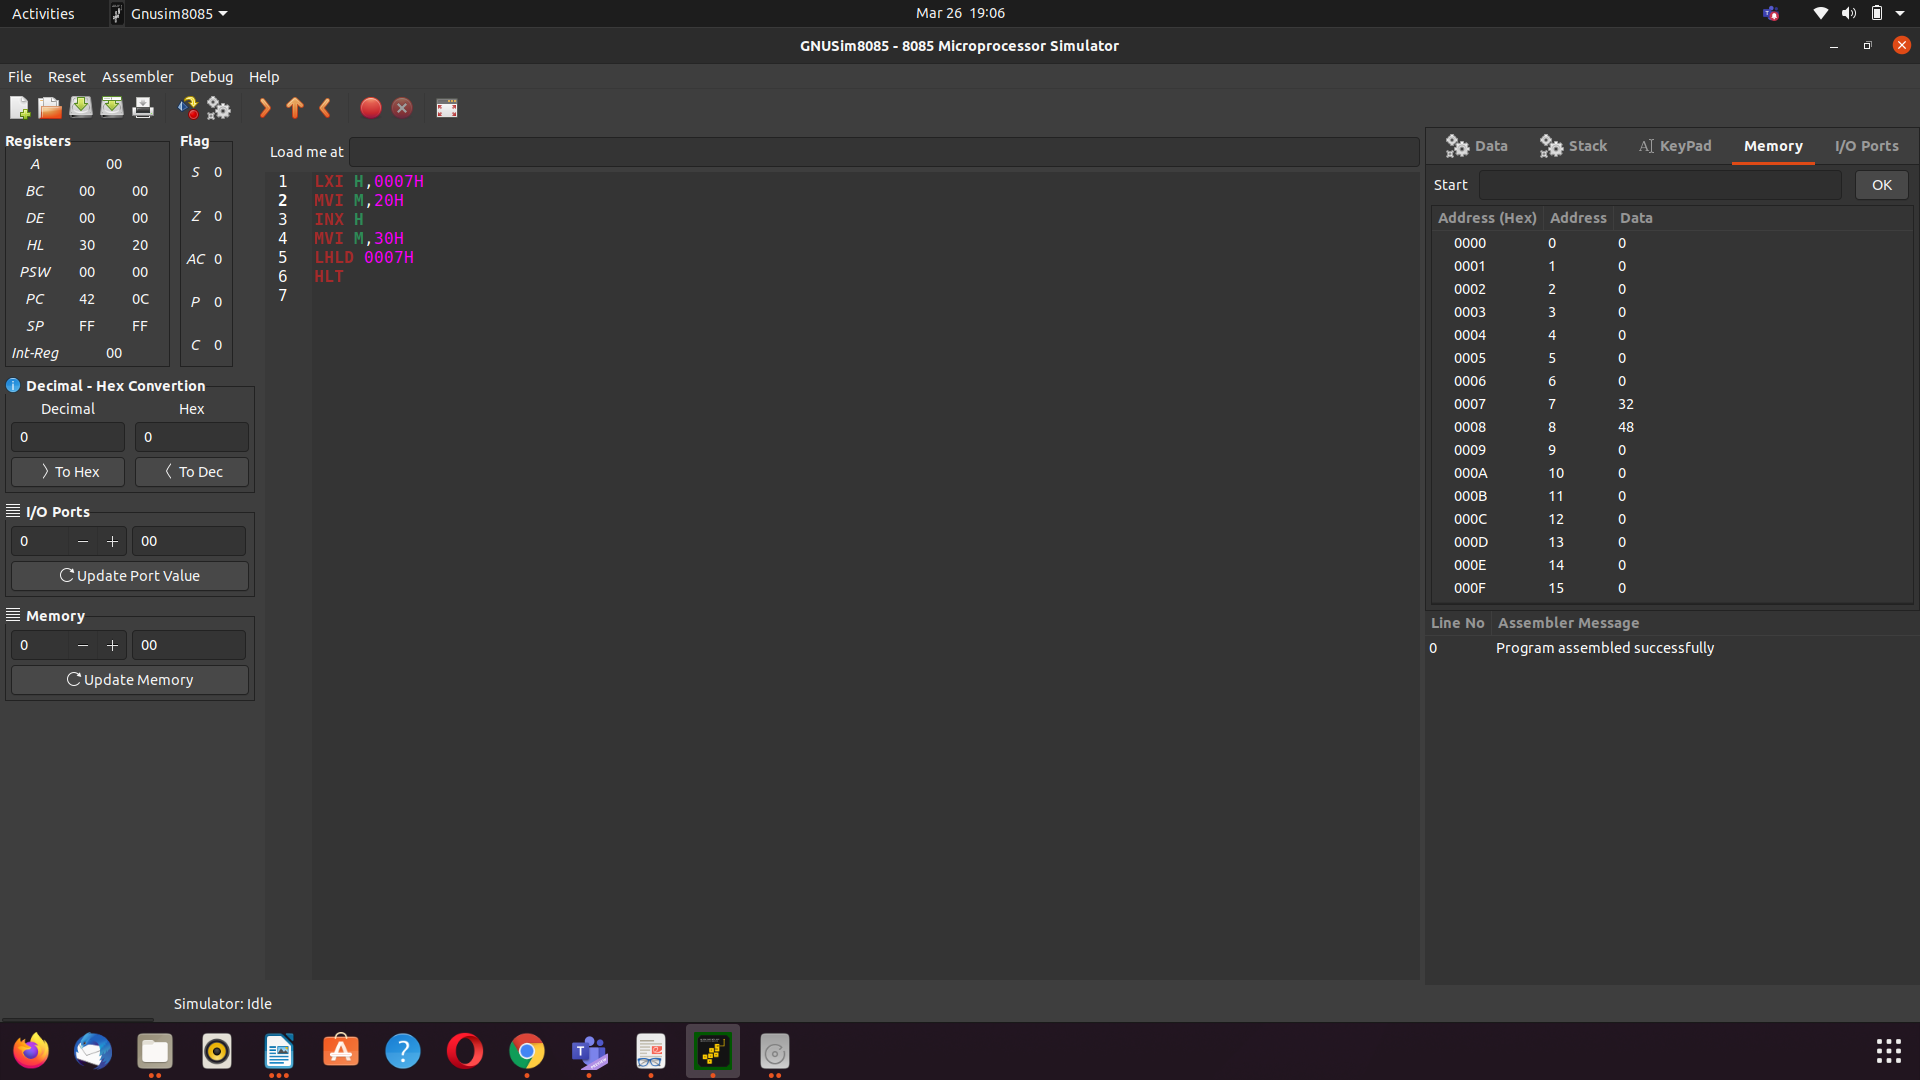 Activities Gnusim8085 Mar 26 19:06
GNUSim8085 - 8085 Microprocessor Simulator
File Reset Assembler Debug Help
Registers
A 00
BC 00 00
DE 00 00
HL 30 20
PSW 00 00
PC 42 0C
SP FF FF
Int-Reg 00
Flag
S 0
Z 0
AC 0
P 0
C 0
Decimal - Hex Convertion
Decimal Hex
0 0
To Hex To Dec
I/O Ports
0 − + 00
Update Port Value
Memory
0 − + 00
Update Memory
Load me at
1 LXI H,0007H
2 MVI M,20H
3 INX H
4 MVI M,30H
5 LHLD 0007H
6 HLT
7
Data Stack KeyPad Memory I/O Ports
Start OK
Address (Hex) Address Data
0000 0 0
0001 1 0
0002 2 0
0003 3 0
0004 4 0
0005 5 0
0006 6 0
0007 7 32
0008 8 48
0009 9 0
000A 10 0
000B 11 0
000C 12 0
000D 13 0
000E 14 0
000F 15 0
Line No Assembler Message
0 Program assembled successfully
Simulator: Idle